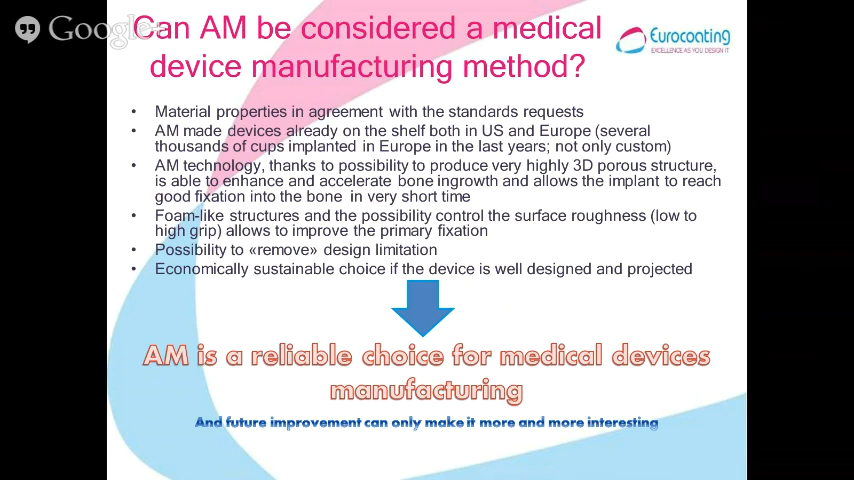 Google+
Can AM be considered a medical
device manufacturing method?
Eurocoating
EXCELLENCE AS YOU DESIGN IT
• Material properties in agreement with the standards requests
• AM made devices already on the shelf both in US and Europe (several
thousands of cups implanted in Europe in the last years; not only custom)
• AM technology, thanks to possibility to produce very highly 3D porous structure,
is able to enhance and accelerate bone ingrowth and allows the implant to reach
good fixation into the bone in very short time
• Foam-like structures and the possibility control the surface roughness (low to
high grip) allows to improve the primary fixation
• Possibility to «remove» design limitation
• Economically sustainable choice if the device is well designed and projected
AM is a reliable choice for medical devices
manufacturing
And future improvement can only make it more and more interesting